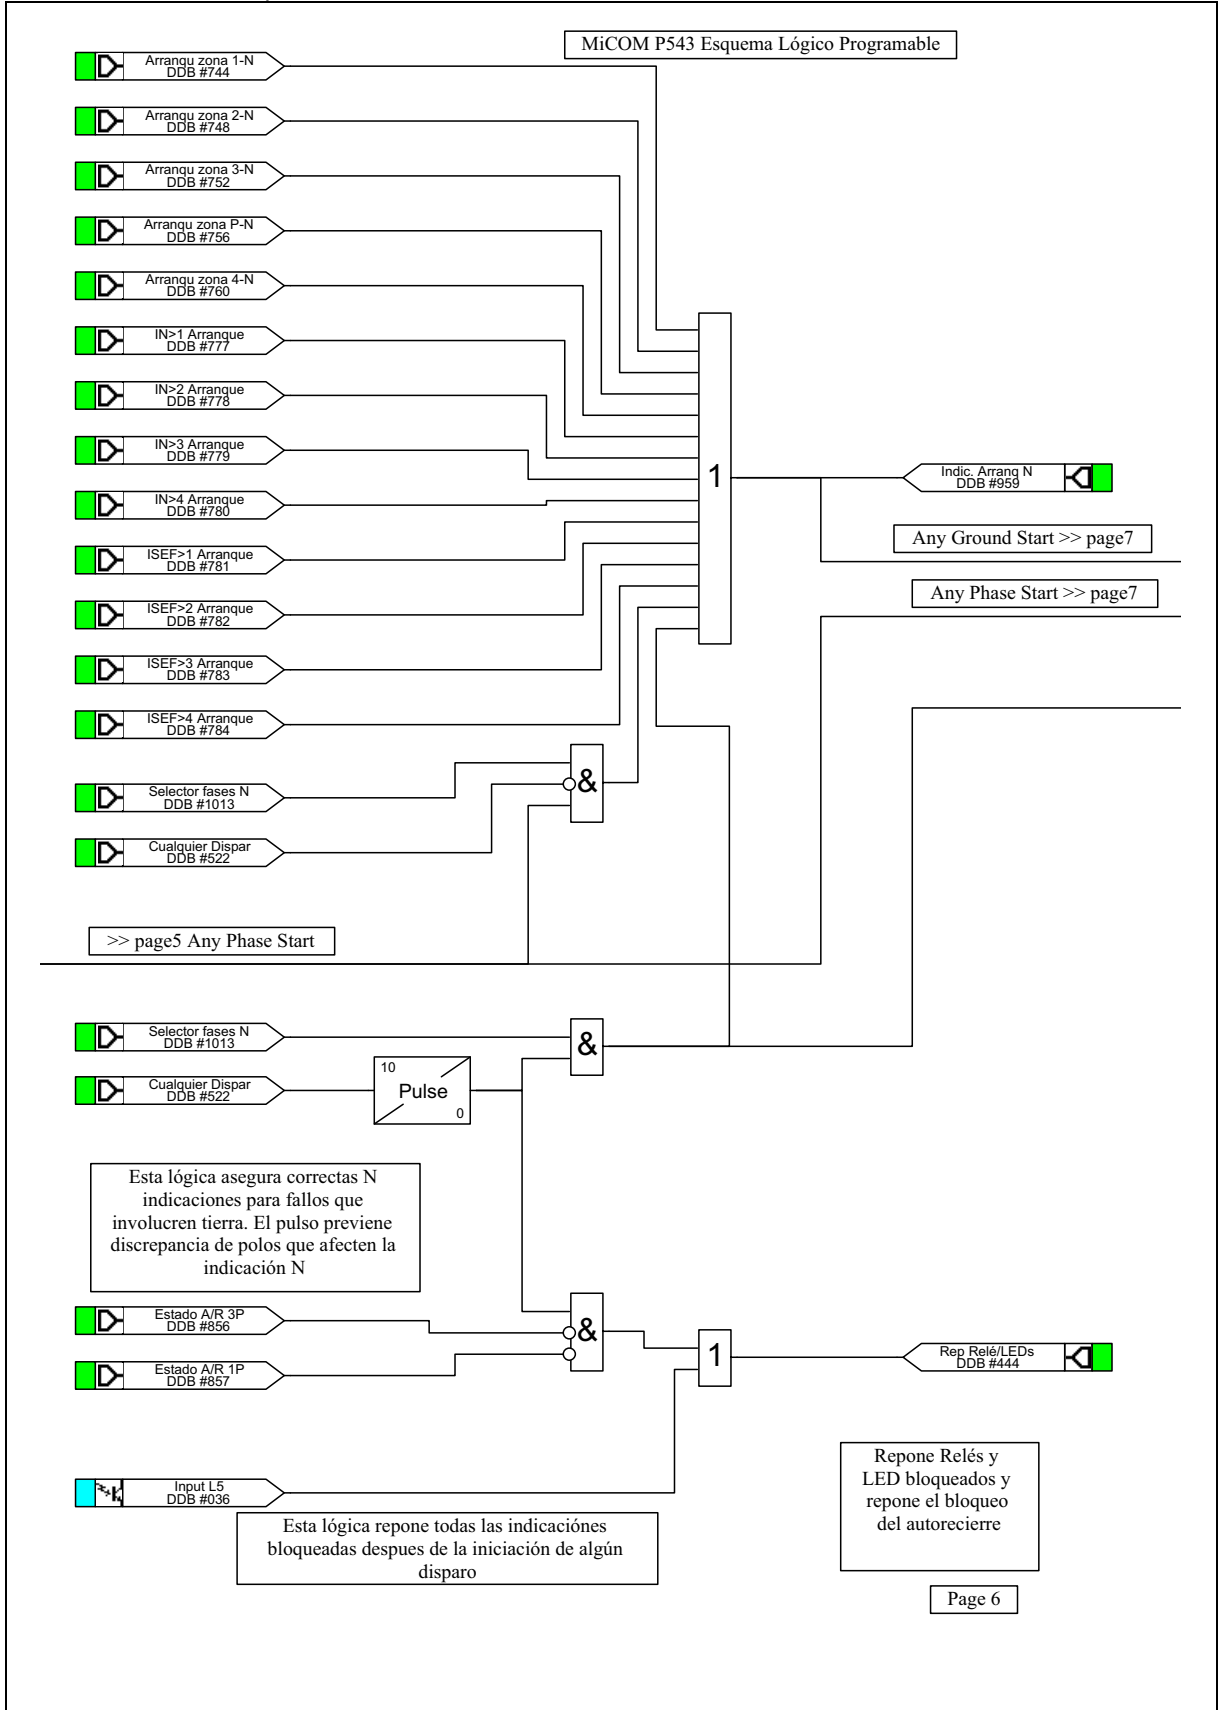 MiCOM P543 Esquema Lógico Programable
Arranqu zona 1-N
DDB #744
Arranqu zona 2-N
DDB #748
Arranqu zona 3-N
DDB #752
Arranqu zona P-N
DDB #756
Arranqu zona 4-N
DDB #760
IN>1 Arranque
DDB #777
IN>2 Arranque
DDB #778
IN>3 Arranque
DDB #779
1
Indic. Arranq N
DDB #959
IN>4 Arranque
DDB #780
Any Ground Start >> page7
ISEF>1 Arranque
DDB #781
Any Phase Start >> page7
ISEF>2 Arranque
DDB #782
ISEF>3 Arranque
DDB #783
ISEF>4 Arranque
DDB #784
&
Selector fases N
DDB #1013
Cualquier Dispar
DDB #522
>> page5 Any Phase Start
Selector fases N
DDB #1013
&
Cualquier Dispar
DDB #522
10
Pulse
0
Esta lógica asegura correctas N
indicaciones para fallos que
involucren tierra. El pulso previene
discrepancia de polos que afecten la
indicación N
Estado A/R 3P
DDB #856
&
1
Rep Relé/LEDs
DDB #444
Estado A/R 1P
DDB #857
Repone Relés y
LED bloqueados y
repone el bloqueo
del autorecierre
Input L5
DDB #036
Esta lógica repone todas las indicaciónes
bloqueadas despues de la iniciación de algún
disparo
Page 6